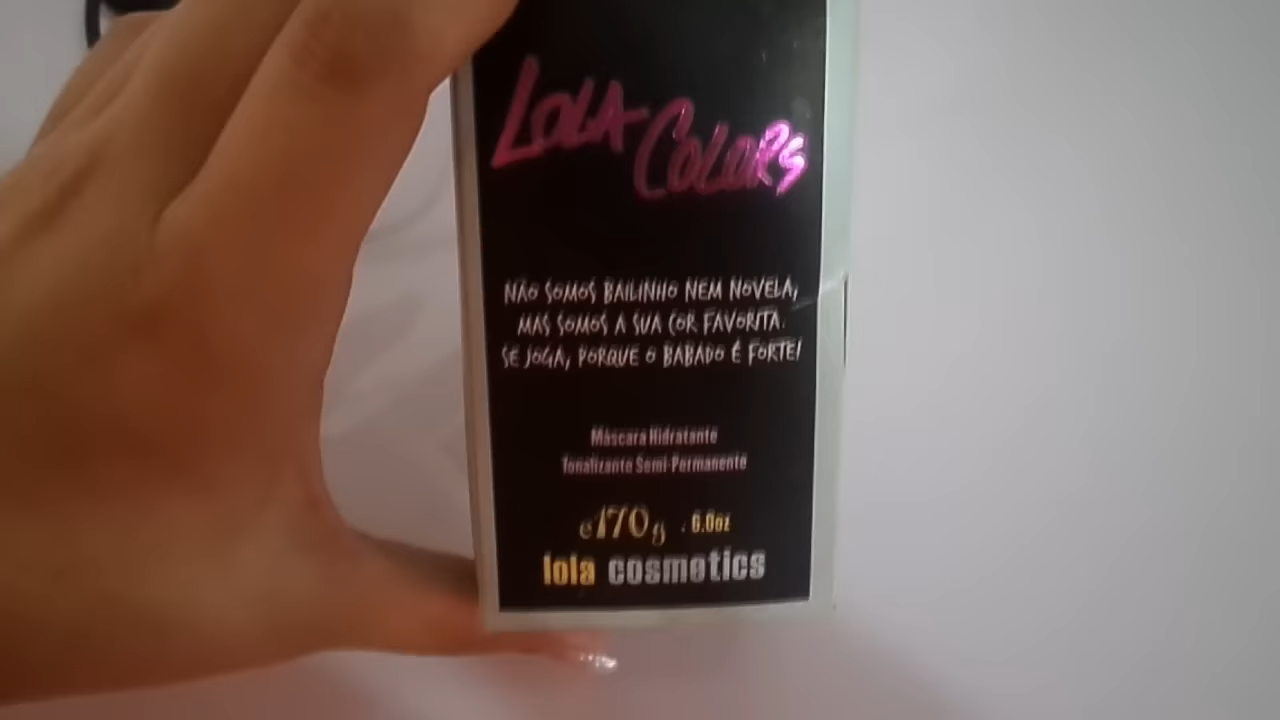 LOLA COLORS
NÃO SOMOS BAILINHO NEM NOVELA,
MAS SOMOS A SUA COR FAVORITA.
SE JOGA, PORQUE O BABADO É FORTE!
Máscara Hidratante
Tonalizante Semi-Permanente
e170g . 6.0oz
lola cosmetics